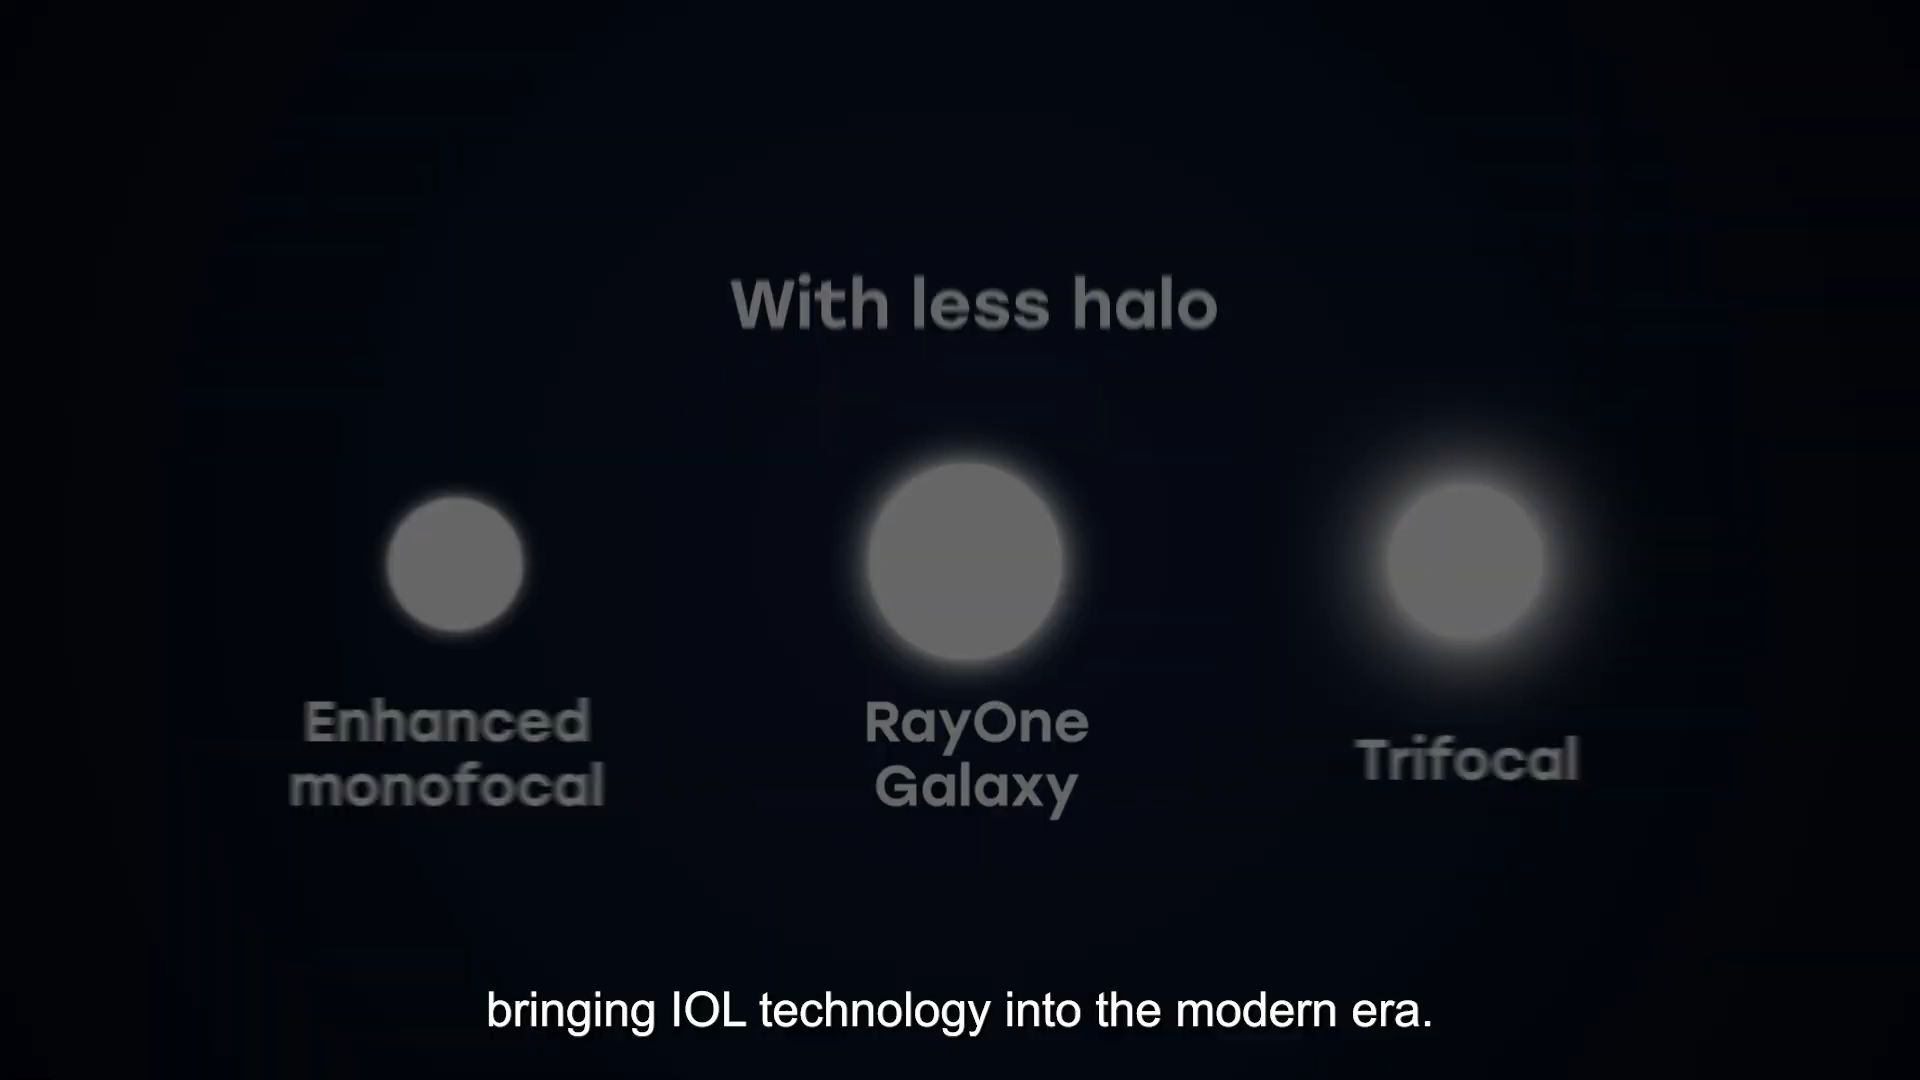 With less halo
Enhanced
monofocal
RayOne
Galaxy
Trifocal
bringing IOL technology into the modern era.